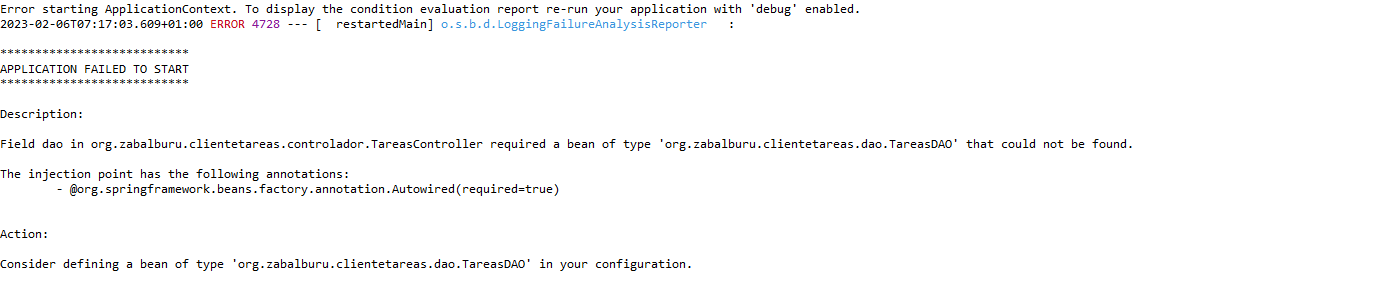 Error starting ApplicationContext. To display the condition evaluation report re-run your application with 'debug' enabled.
2023-02-06T07:17:03.609+01:00 ERROR 4728 --- [  restartedMain] o.s.b.d.LoggingFailureAnalysisReporter   :
***************************
APPLICATION FAILED TO START
***************************
Description:
Field dao in org.zabalburu.clientetareas.controlador.TareasController required a bean of type 'org.zabalburu.clientetareas.dao.TareasDAO' that could not be found.
The injection point has the following annotations:
- @org.springframework.beans.factory.annotation.Autowired(required=true)
Action:
Consider defining a bean of type 'org.zabalburu.clientetareas.dao.TareasDAO' in your configuration.